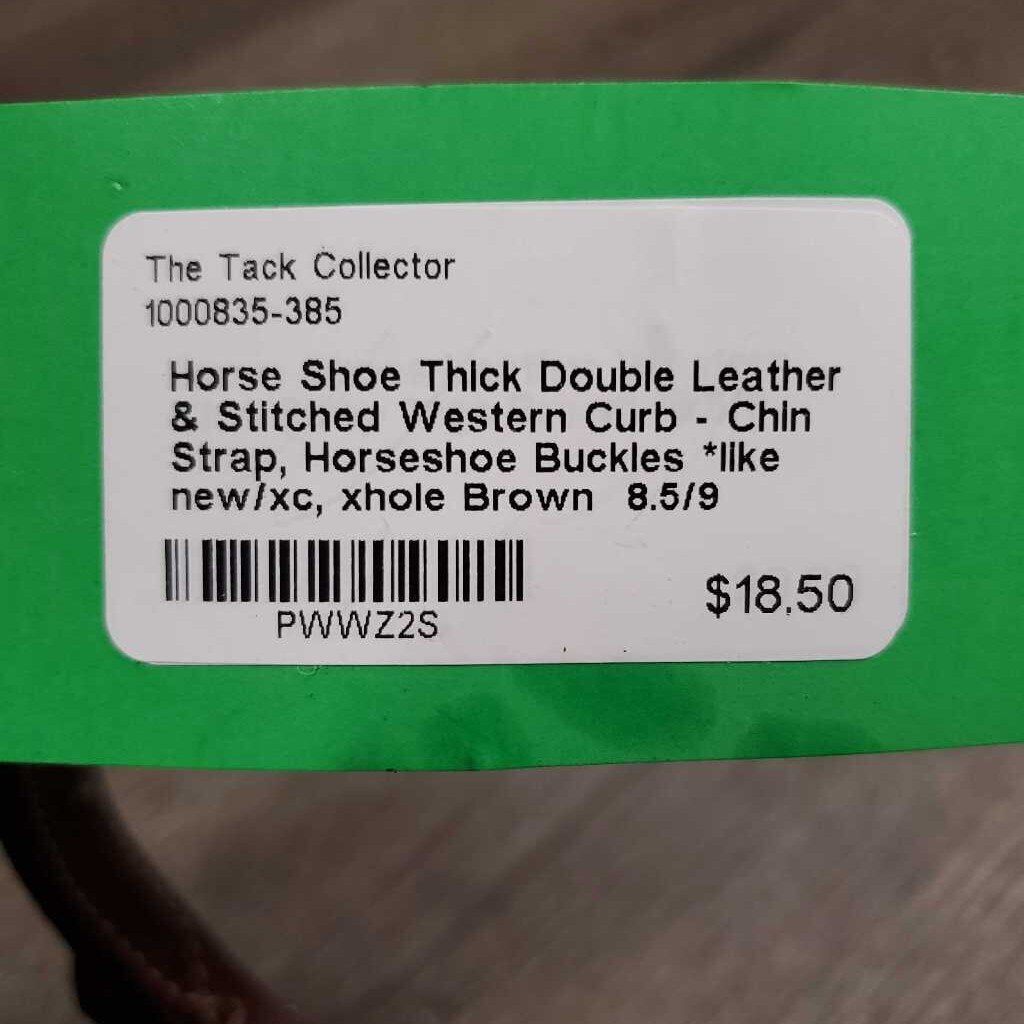 The Tack Collector
1000835-385
Horse Shoe Thick Double Leather
& Stitched Western Curb - Chin
Strap, Horseshoe Buckles *like
new/xc, xhole Brown 8.5/9
PWWZ2S
$18.50